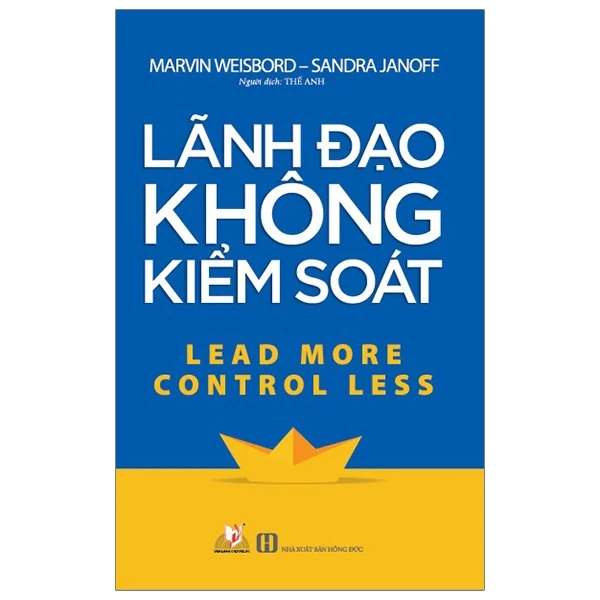 MARVIN WEISBORD – SANDRA JANOFF
Người dịch: THẾ ANH
LÃNH ĐẠO
KHÔNG
KIỂM SOÁT
LEAD MORE
CONTROL LESS
NHÀ XUẤT BẢN HỒNG ĐỨC